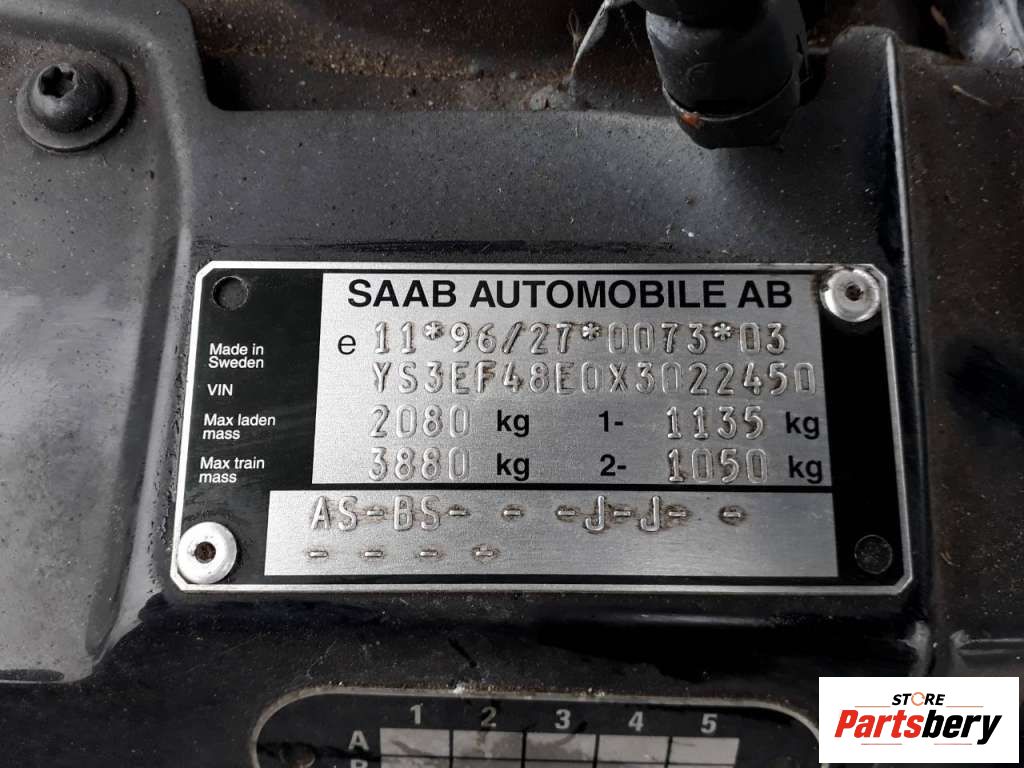 SAAB AUTOMOBILE AB
e 11*96/27*0073*03
Made in
Sweden
VIN YS3EF48E0X3022450
Max laden
mass 2080 kg 1- 1135 kg
Max train
mass 3880 kg 2- 1050 kg
AS-BS- - -J-J- -
- - - -
1 2 3 4 5
A
STORE
Partsbery